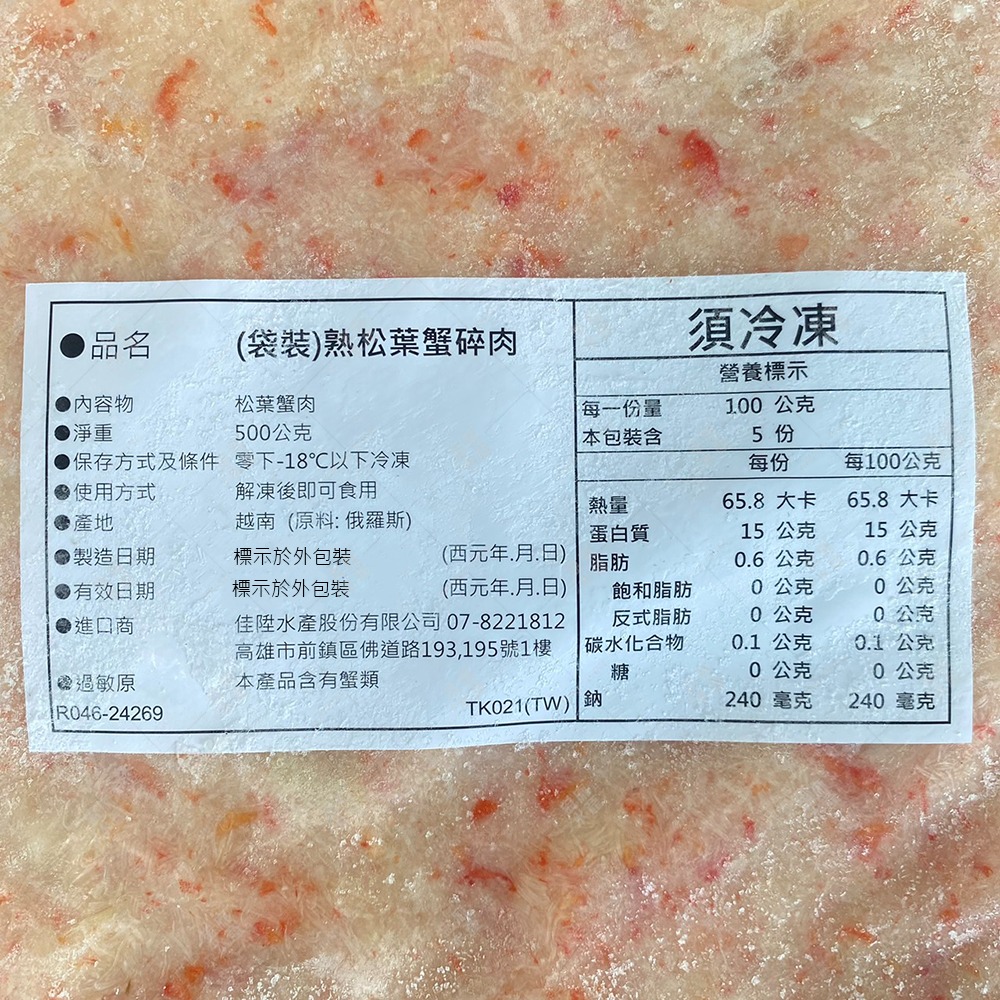 ●品名 (袋裝)熟松葉蟹碎肉
●內容物 松葉蟹肉
●淨重 500公克
●保存方式及條件 零下-18℃以下冷凍
●使用方式 解凍後即可食用
●產地 越南 (原料: 俄羅斯)
●製造日期 標示於外包裝 (西元年.月.日)
●有效日期 標示於外包裝 (西元年.月.日)
●進口商 佳陞水產股份有限公司 07-8221812
高雄市前鎮區佛道路193,195號1樓
●過敏原 本產品含有蟹類
R046-24269 TK021(TW)
須冷凍
營養標示
每一份量 100 公克
本包裝含 5 份
每份 每100公克
熱量 65.8 大卡 65.8 大卡
蛋白質 15 公克 15 公克
脂肪 0.6 公克 0.6 公克
飽和脂肪 0 公克 0 公克
反式脂肪 0 公克 0 公克
碳水化合物 0.1 公克 0.1 公克
糖 0 公克 0 公克
鈉 240 毫克 240 毫克